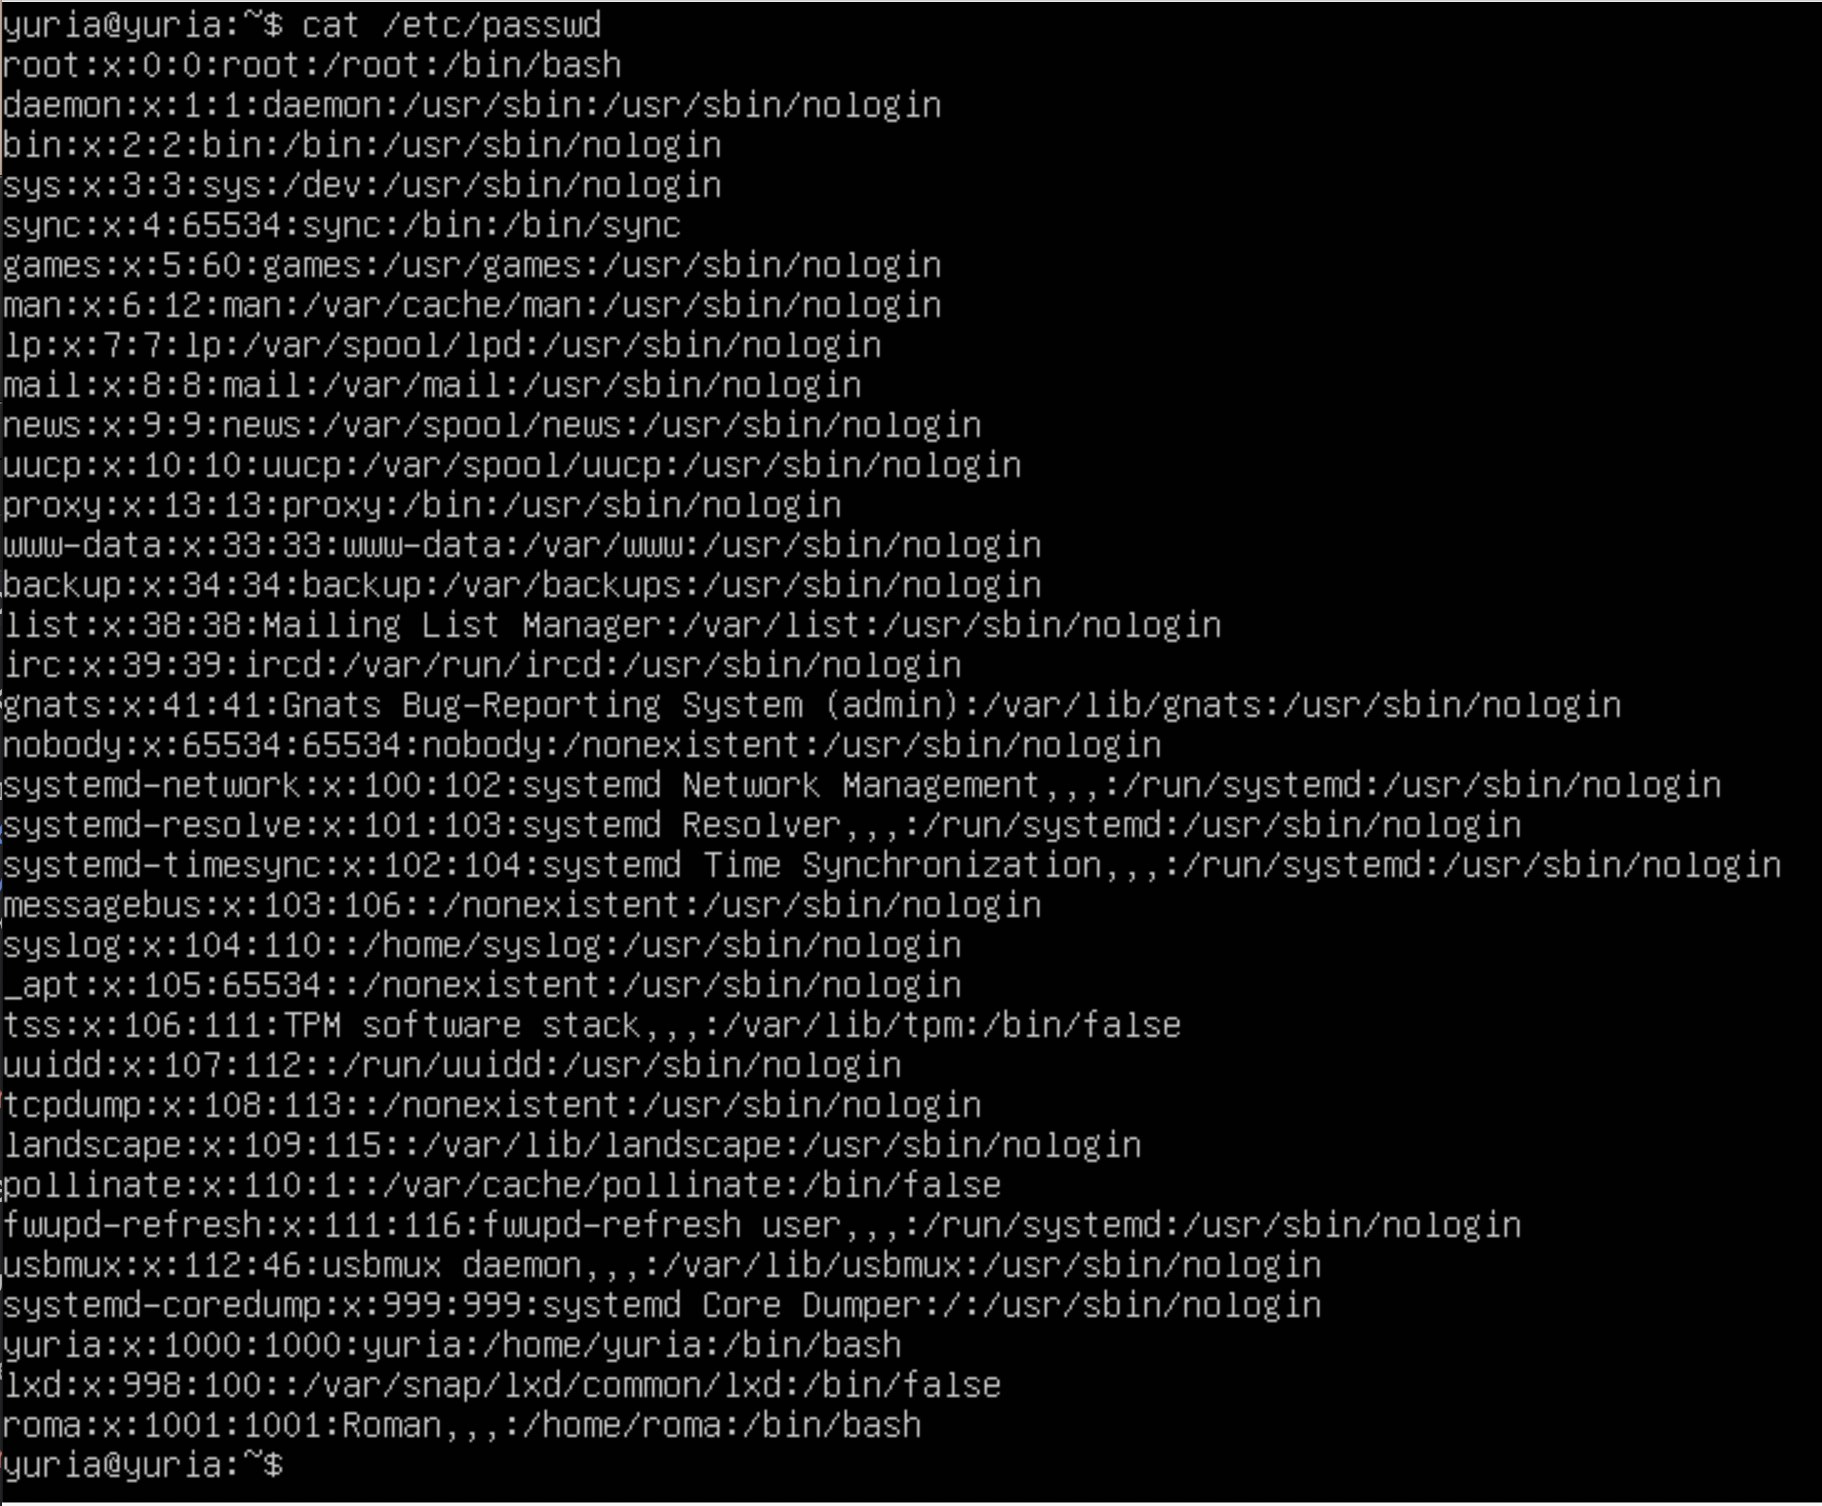 yuria@yuria:~$ cat /etc/passwd
root:x:0:0:root:/root:/bin/bash
daemon:x:1:1:daemon:/usr/sbin:/usr/sbin/nologin
bin:x:2:2:bin:/bin:/usr/sbin/nologin
sys:x:3:3:sys:/dev:/usr/sbin/nologin
sync:x:4:65534:sync:/bin:/bin/sync
games:x:5:60:games:/usr/games:/usr/sbin/nologin
man:x:6:12:man:/var/cache/man:/usr/sbin/nologin
lp:x:7:7:lp:/var/spool/lpd:/usr/sbin/nologin
mail:x:8:8:mail:/var/mail:/usr/sbin/nologin
news:x:9:9:news:/var/spool/news:/usr/sbin/nologin
uucp:x:10:10:uucp:/var/spool/uucp:/usr/sbin/nologin
proxy:x:13:13:proxy:/bin:/usr/sbin/nologin
www-data:x:33:33:www-data:/var/www:/usr/sbin/nologin
backup:x:34:34:backup:/var/backups:/usr/sbin/nologin
list:x:38:38:Mailing List Manager:/var/list:/usr/sbin/nologin
irc:x:39:39:ircd:/var/run/ircd:/usr/sbin/nologin
gnats:x:41:41:Gnats Bug-Reporting System (admin):/var/lib/gnats:/usr/sbin/nologin
nobody:x:65534:65534:nobody:/nonexistent:/usr/sbin/nologin
systemd-network:x:100:102:systemd Network Management,,,:/run/systemd:/usr/sbin/nologin
systemd-resolve:x:101:103:systemd Resolver,,,:/run/systemd:/usr/sbin/nologin
systemd-timesync:x:102:104:systemd Time Synchronization,,,:/run/systemd:/usr/sbin/nologin
messagebus:x:103:106::/nonexistent:/usr/sbin/nologin
syslog:x:104:110::/home/syslog:/usr/sbin/nologin
_apt:x:105:65534::/nonexistent:/usr/sbin/nologin
tss:x:106:111:TPM software stack,,,:/var/lib/tpm:/bin/false
uuidd:x:107:112::/run/uuidd:/usr/sbin/nologin
tcpdump:x:108:113::/nonexistent:/usr/sbin/nologin
landscape:x:109:115::/var/lib/landscape:/usr/sbin/nologin
pollinate:x:110:1::/var/cache/pollinate:/bin/false
fwupd-refresh:x:111:116:fwupd-refresh user,,,:/run/systemd:/usr/sbin/nologin
usbmux:x:112:46:usbmux daemon,,,:/var/lib/usbmux:/usr/sbin/nologin
systemd-coredump:x:999:999:systemd Core Dumper:/:/usr/sbin/nologin
yuria:x:1000:1000:yuria:/home/yuria:/bin/bash
lxd:x:998:100::/var/snap/lxd/common/lxd:/bin/false
roma:x:1001:1001:Roman,,,:/home/roma:/bin/bash
yuria@yuria:~$